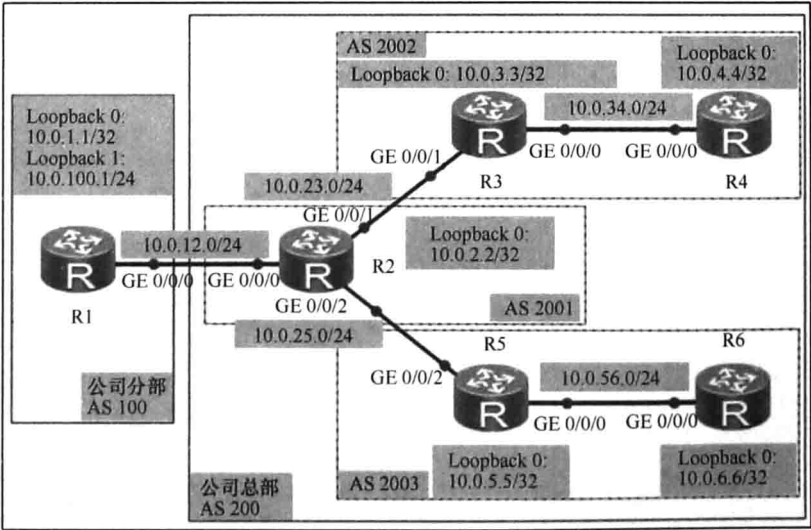 AS 2002
Loopback 0: 10.0.3.3/32
Loopback 0:
10.0.4.4/32
10.0.34.0/24
R
R
GE 0/0/1
GE 0/0/0
GE 0/0/0
R3
R4
Loopback 0:
10.0.1.1/32
Loopback 1:
10.0.100.1/24
10.0.23.0/24
GE 0/0/1
10.0.12.0/24
R
R
Loopback 0:
10.0.2.2/32
R2
GE 0/0/0
GE 0/0/0
R1
GE 0/0/2
AS 2001
10.0.25.0/24
R5
R6
公司分部
AS 100
GE 0/0/2
10.0.56.0/24
R
R
GE 0/0/0
GE 0/0/0
Loopback 0:
10.0.5.5/32
Loopback 0:
10.0.6.6/32
公司总部
AS 200
AS 2003